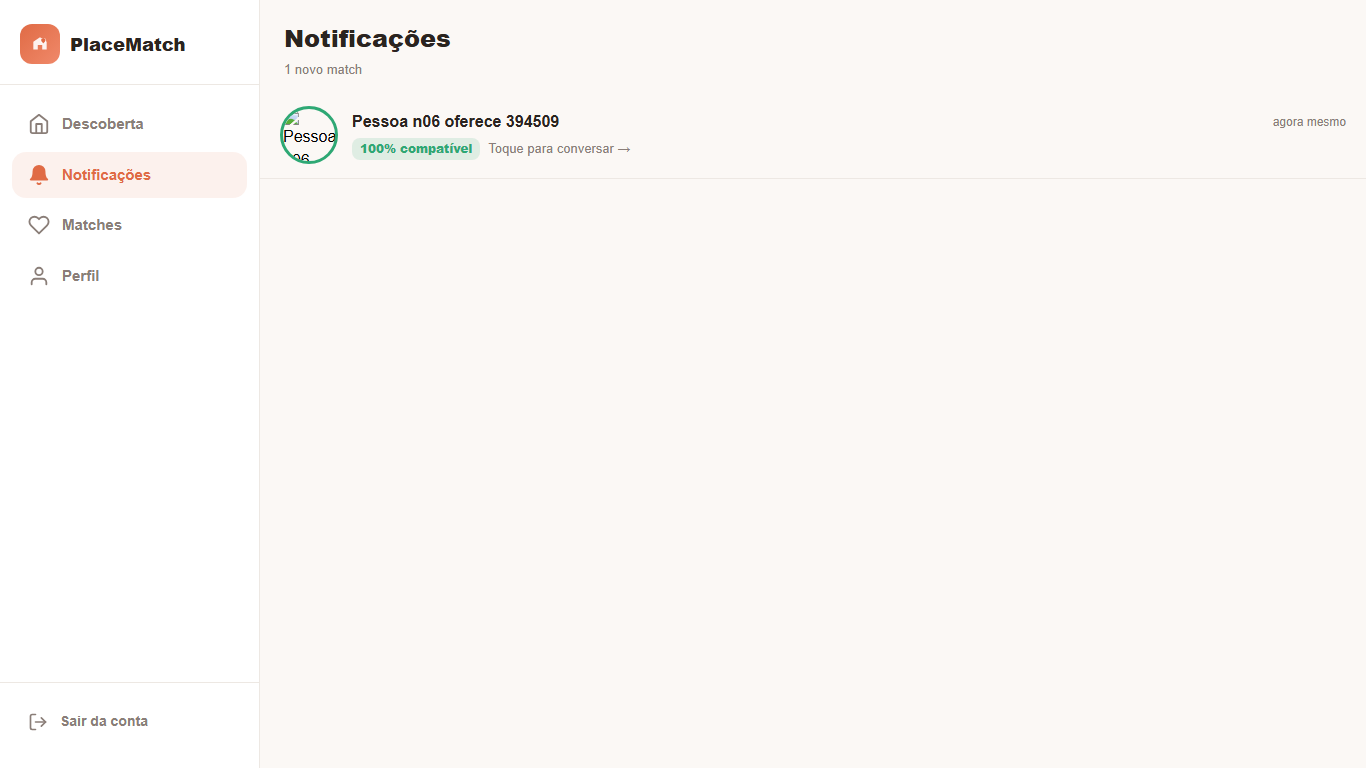 PlaceMatch
Descoberta
Notificações
Matches
Perfil
Sair da conta
Notificações
1 novo match
Pessoa
n06
Pessoa n06 oferece 394509
100% compatível Toque para conversar →
agora mesmo